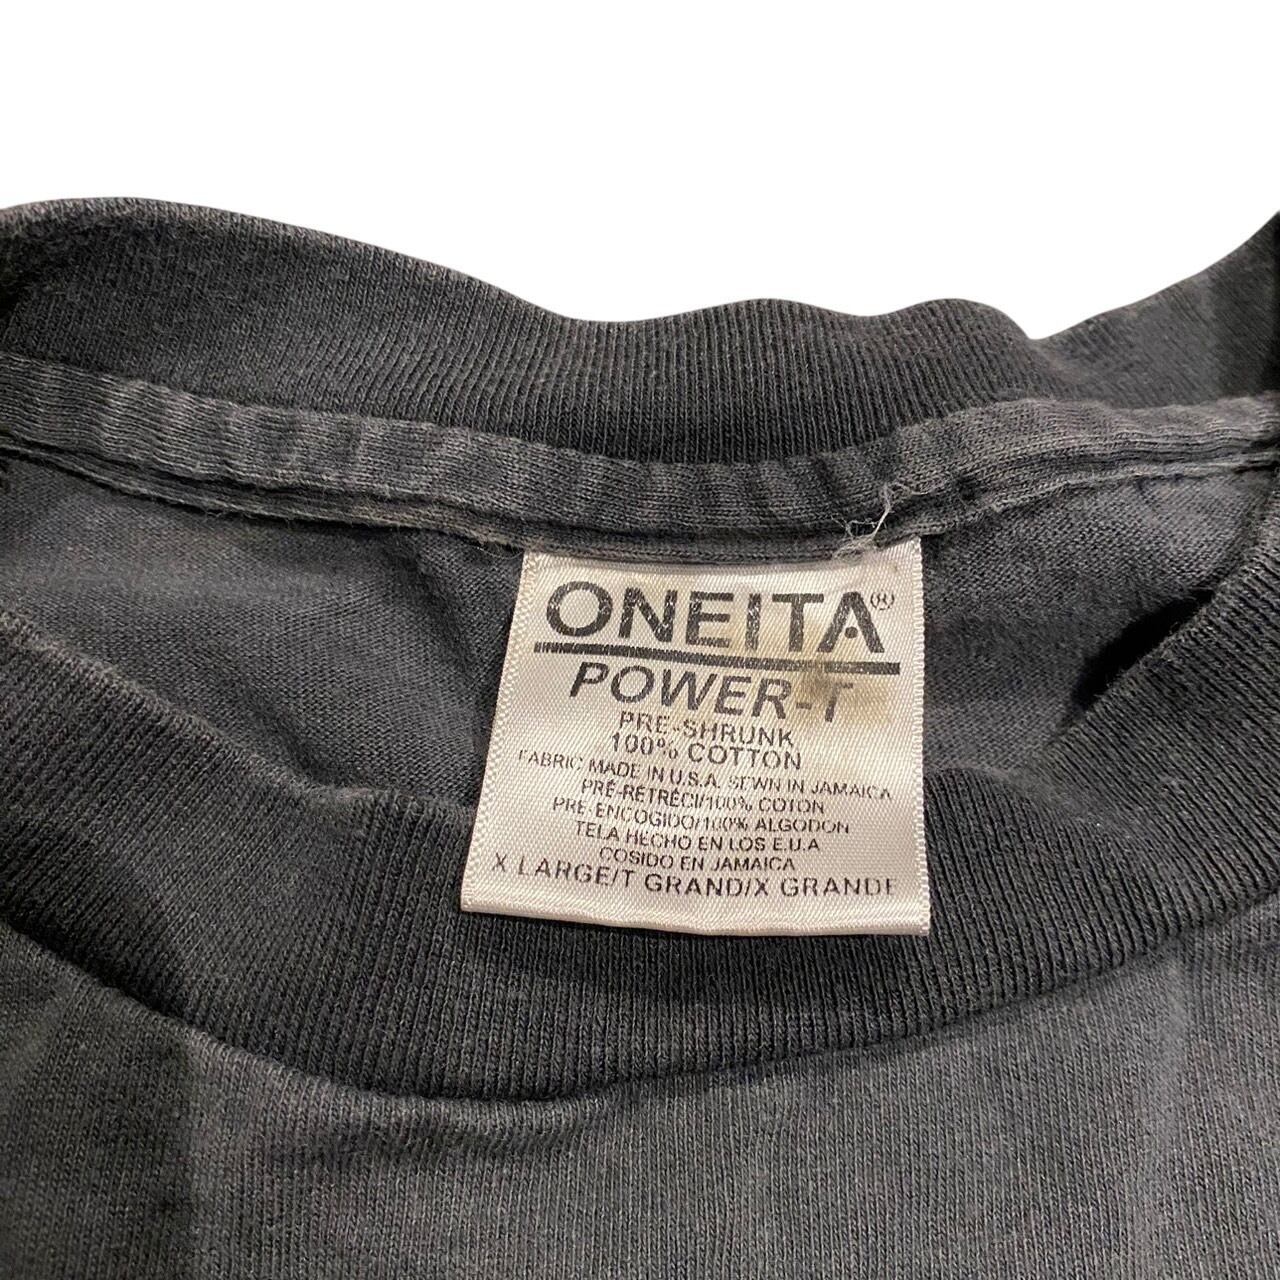 ONEITA®
POWER-T
PRE-SHRUNK
100% COTTON
FABRIC MADE IN U.S.A. SEWN IN JAMAICA
PRÉ-RÉTRÉCI/100% COTON
PRE-ENCOGIDO/100% ALGODON
TELA HECHO EN LOS E.U.A
COSIDO EN JAMAICA
X LARGE/T GRAND/X GRANDE